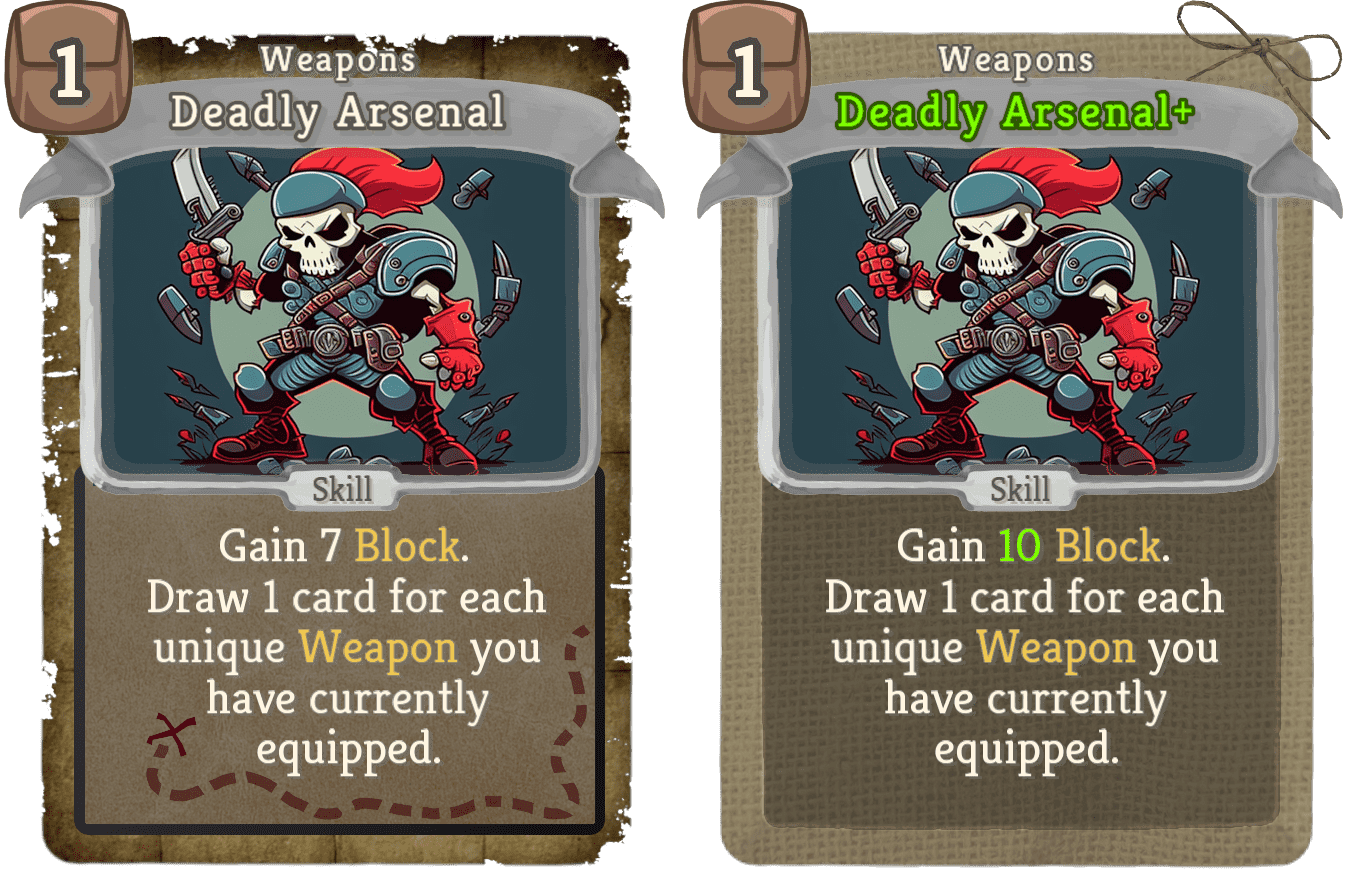 1
Weapons
Deadly Arsenal
Skill
Gain 7 Block.
Draw 1 card for each
unique Weapon you
have currently
equipped.
1
Weapons
Deadly Arsenal+
Skill
Gain 10 Block.
Draw 1 card for each
unique Weapon you
have currently
equipped.